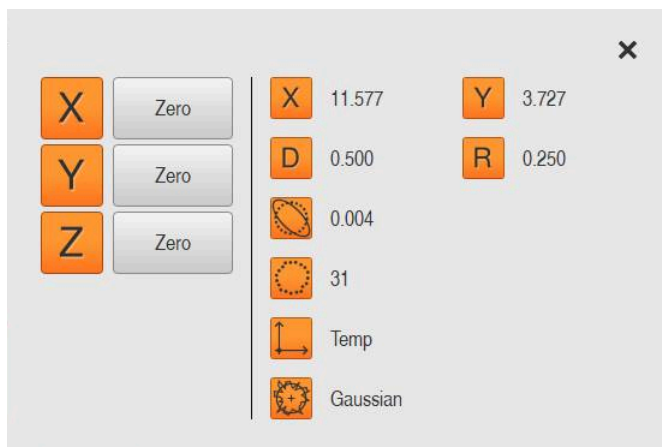 X Zero
Y Zero
Z Zero
X 11.577 Y 3.727
D 0.500 R 0.250
0.004
31
Temp
Gaussian